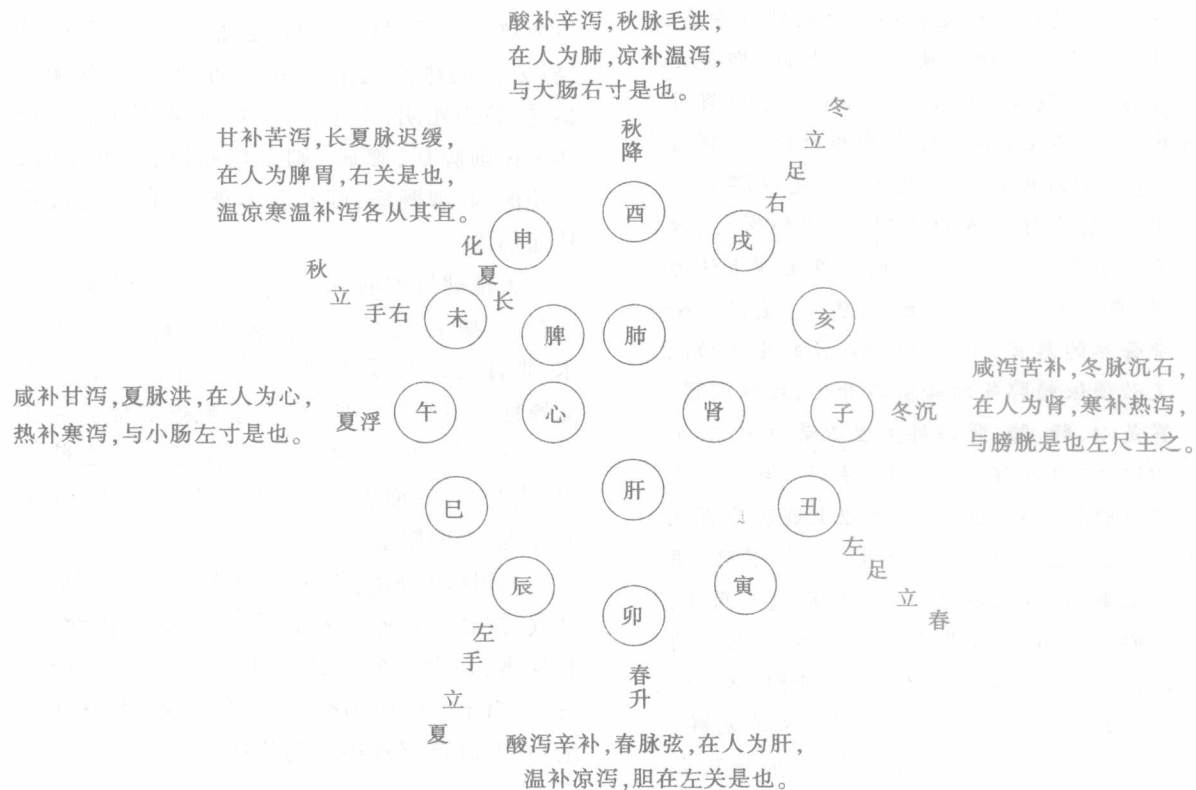 酸补辛泻,秋脉毛洪,
在人为肺,凉补温泻,
与大肠右寸是也。
秋降
甘补苦泻,长夏脉迟缓,
在人为脾胃,右关是也,
温凉寒温补泻各从其宜。
冬立足右
酉
申
戌
化夏长
秋立手右
未
脾
肺
亥
咸补甘泻,夏脉洪,在人为心,
热补寒泻,与小肠左寸是也。
夏浮
午
心
肾
子
冬沉
咸泻苦补,冬脉沉石,
在人为肾,寒补热泻,
与膀胱是也左尺主之。
肝
巳
丑
左足立春
辰
寅
卯
左手立夏
春升
酸泻辛补,春脉弦,在人为肝,
温补凉泻,胆在左关是也。